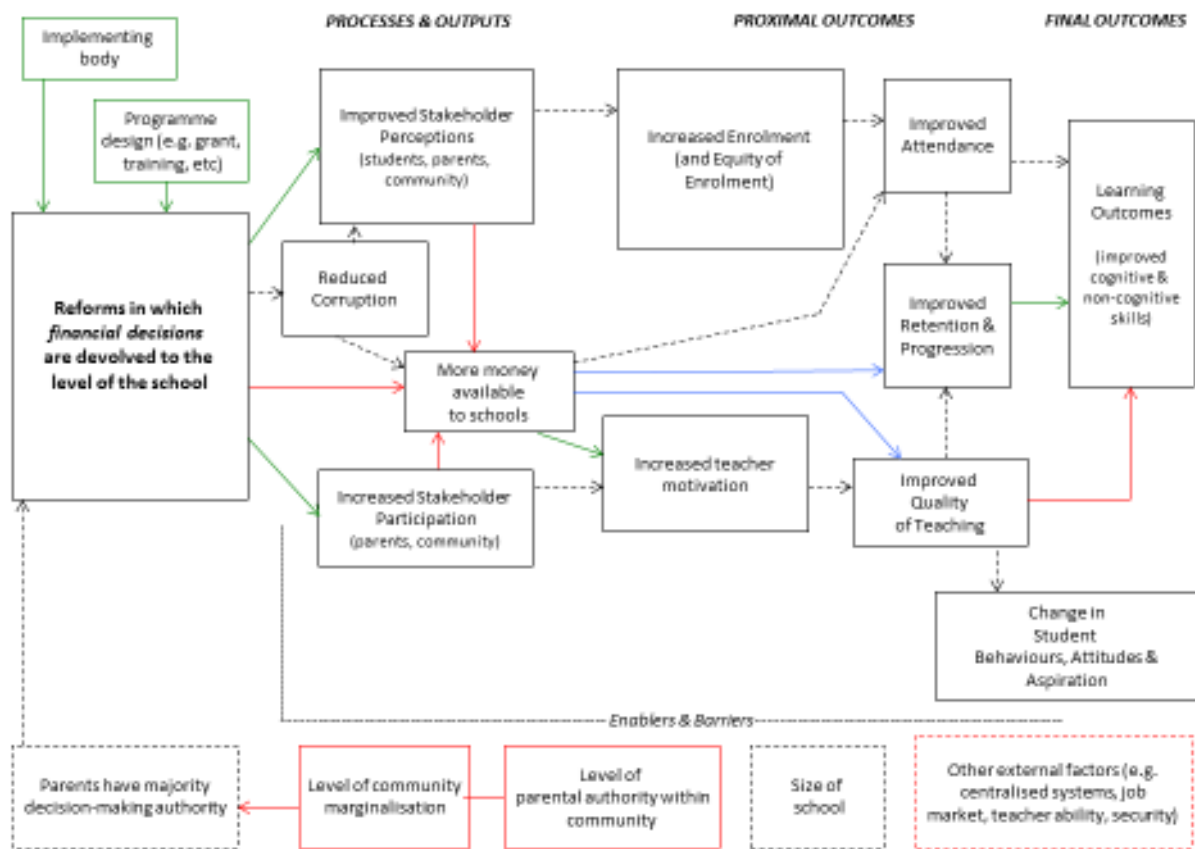 PROCESSES & OUTPUTS
PROXIMAL OUTCOMES
FINAL OUTCOMES
Implementing
body
Programme
design (e.g. grant,
training, etc)
Reforms in which
financial decisions
are devolved to the
level of the school
Improved Stakeholder
Perceptions
(students, parents,
community)
Reduced
Corruption
More money
available
to schools
Increased Stakeholder
Participation
(parents, community)
Increased Enrolment
(and Equity of
Enrolment)
Increased teacher
motivation
Improved
Attendance
Improved
Retention &
Progression
Improved
Quality
of Teaching
Change in
Student
Behaviours, Attitudes &
Aspiration
Learning
Outcomes
(improved
cognitive &
non-cognitive
skills)
Enablers & Barriers
Parents have majority
decision-making authority
Level of community
marginalisation
Level of
parental authority within
community
Size of
school
Other external factors (e.g.
centralised systems, job
market, teacher ability, security)